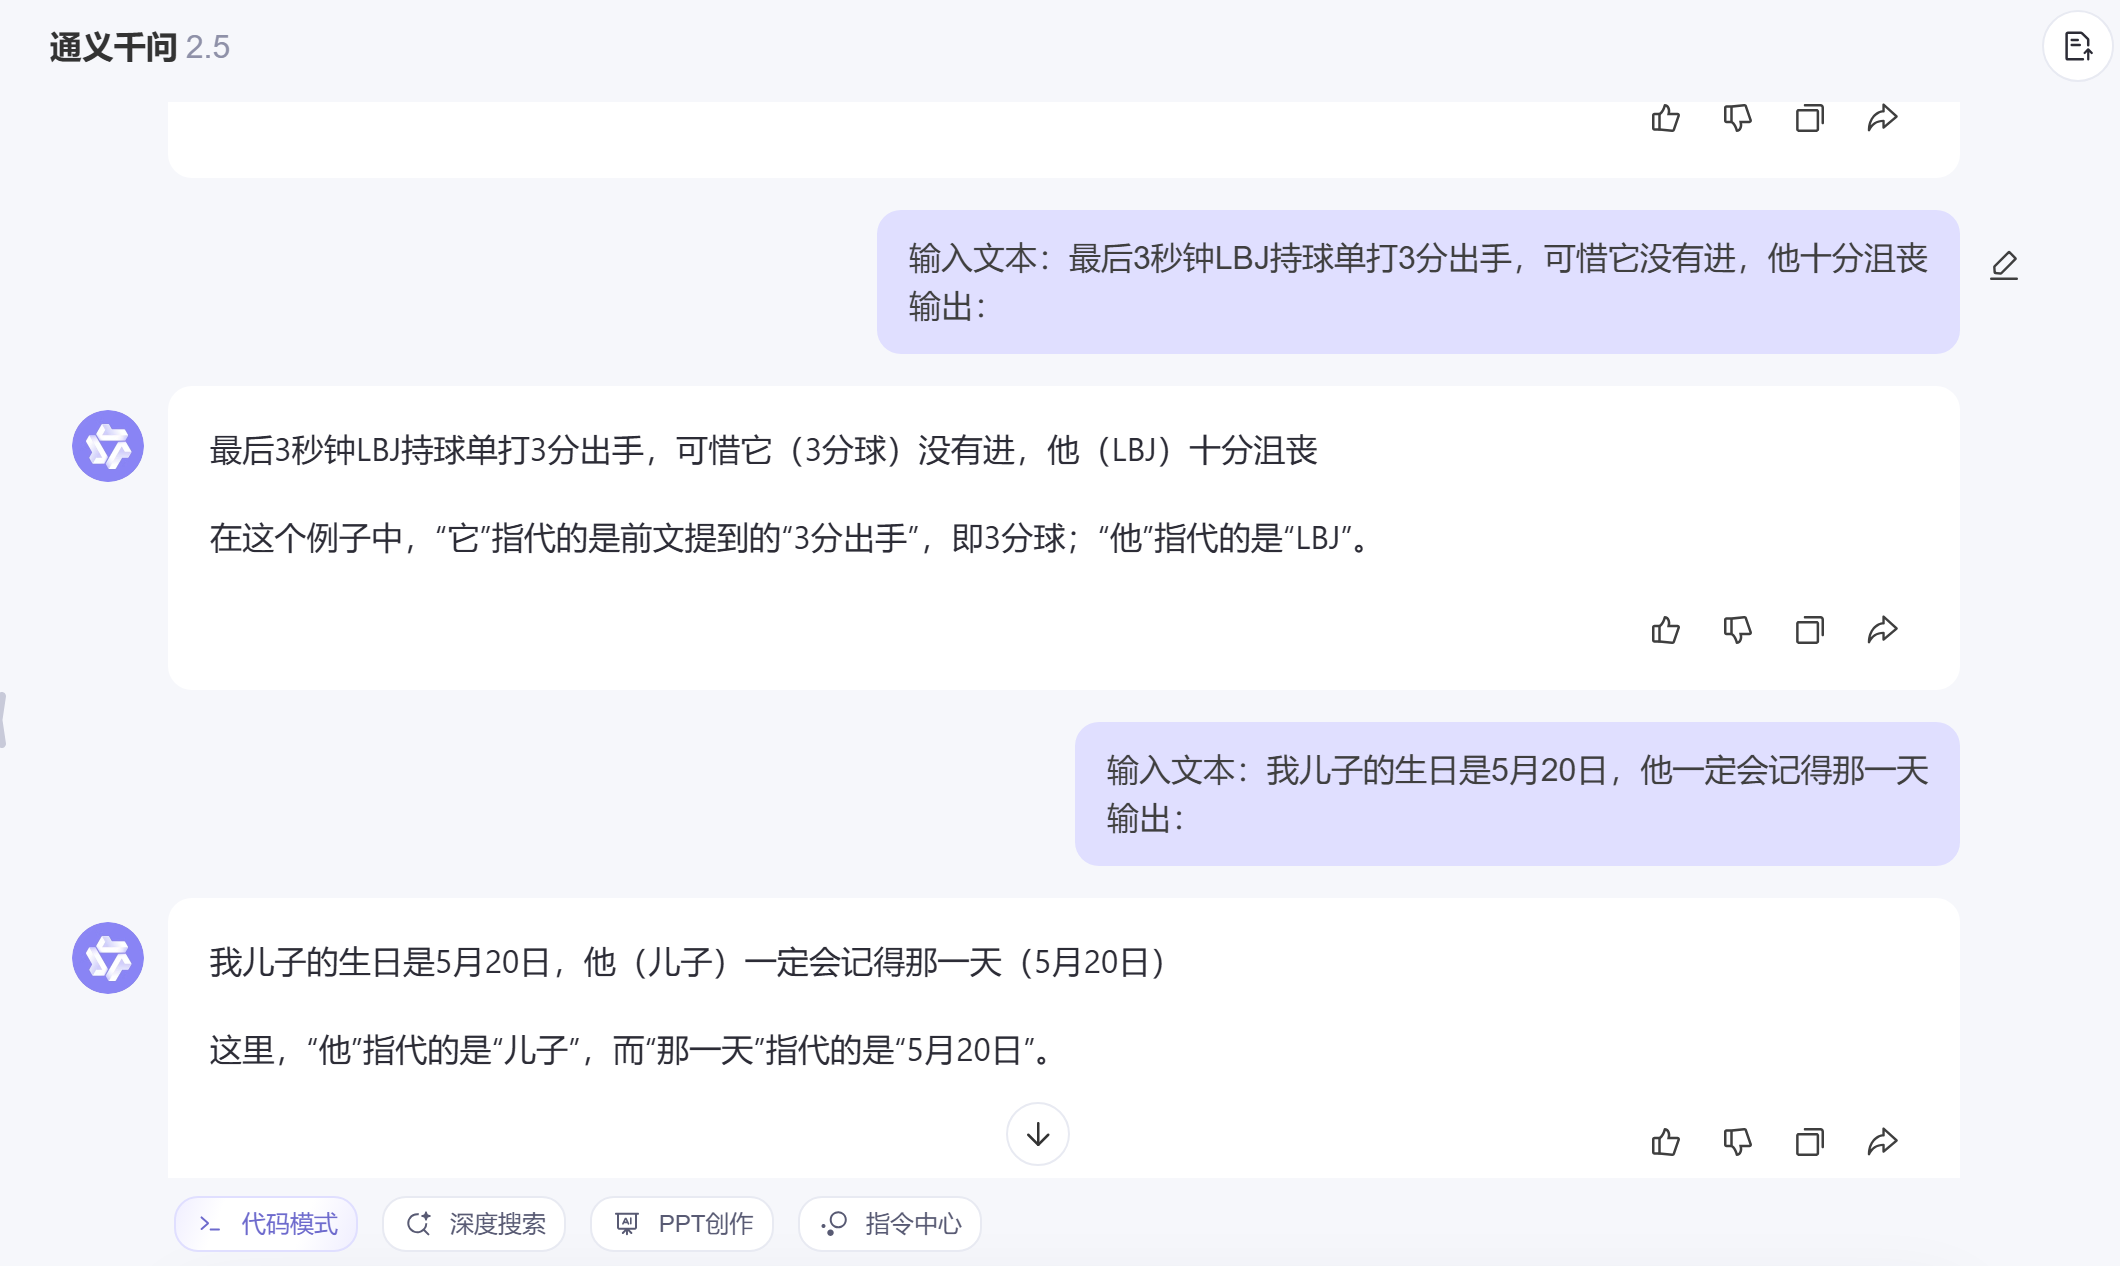 通义千问 2.5
输入文本：最后3秒钟LBJ持球单打3分出手，可惜它没有进，他十分沮丧
输出：
最后3秒钟LBJ持球单打3分出手，可惜它（3分球）没有进，他（LBJ）十分沮丧
在这个例子中，“它”指代的是前文提到的“3分出手”，即3分球；“他”指代的是“LBJ”。
输入文本：我儿子的生日是5月20日，他一定会记得那一天
输出：
我儿子的生日是5月20日，他（儿子）一定会记得那一天（5月20日）
这里，“他”指代的是“儿子”，而“那一天”指代的是“5月20日”。
代码模式 深度搜索 PPT创作 指令中心